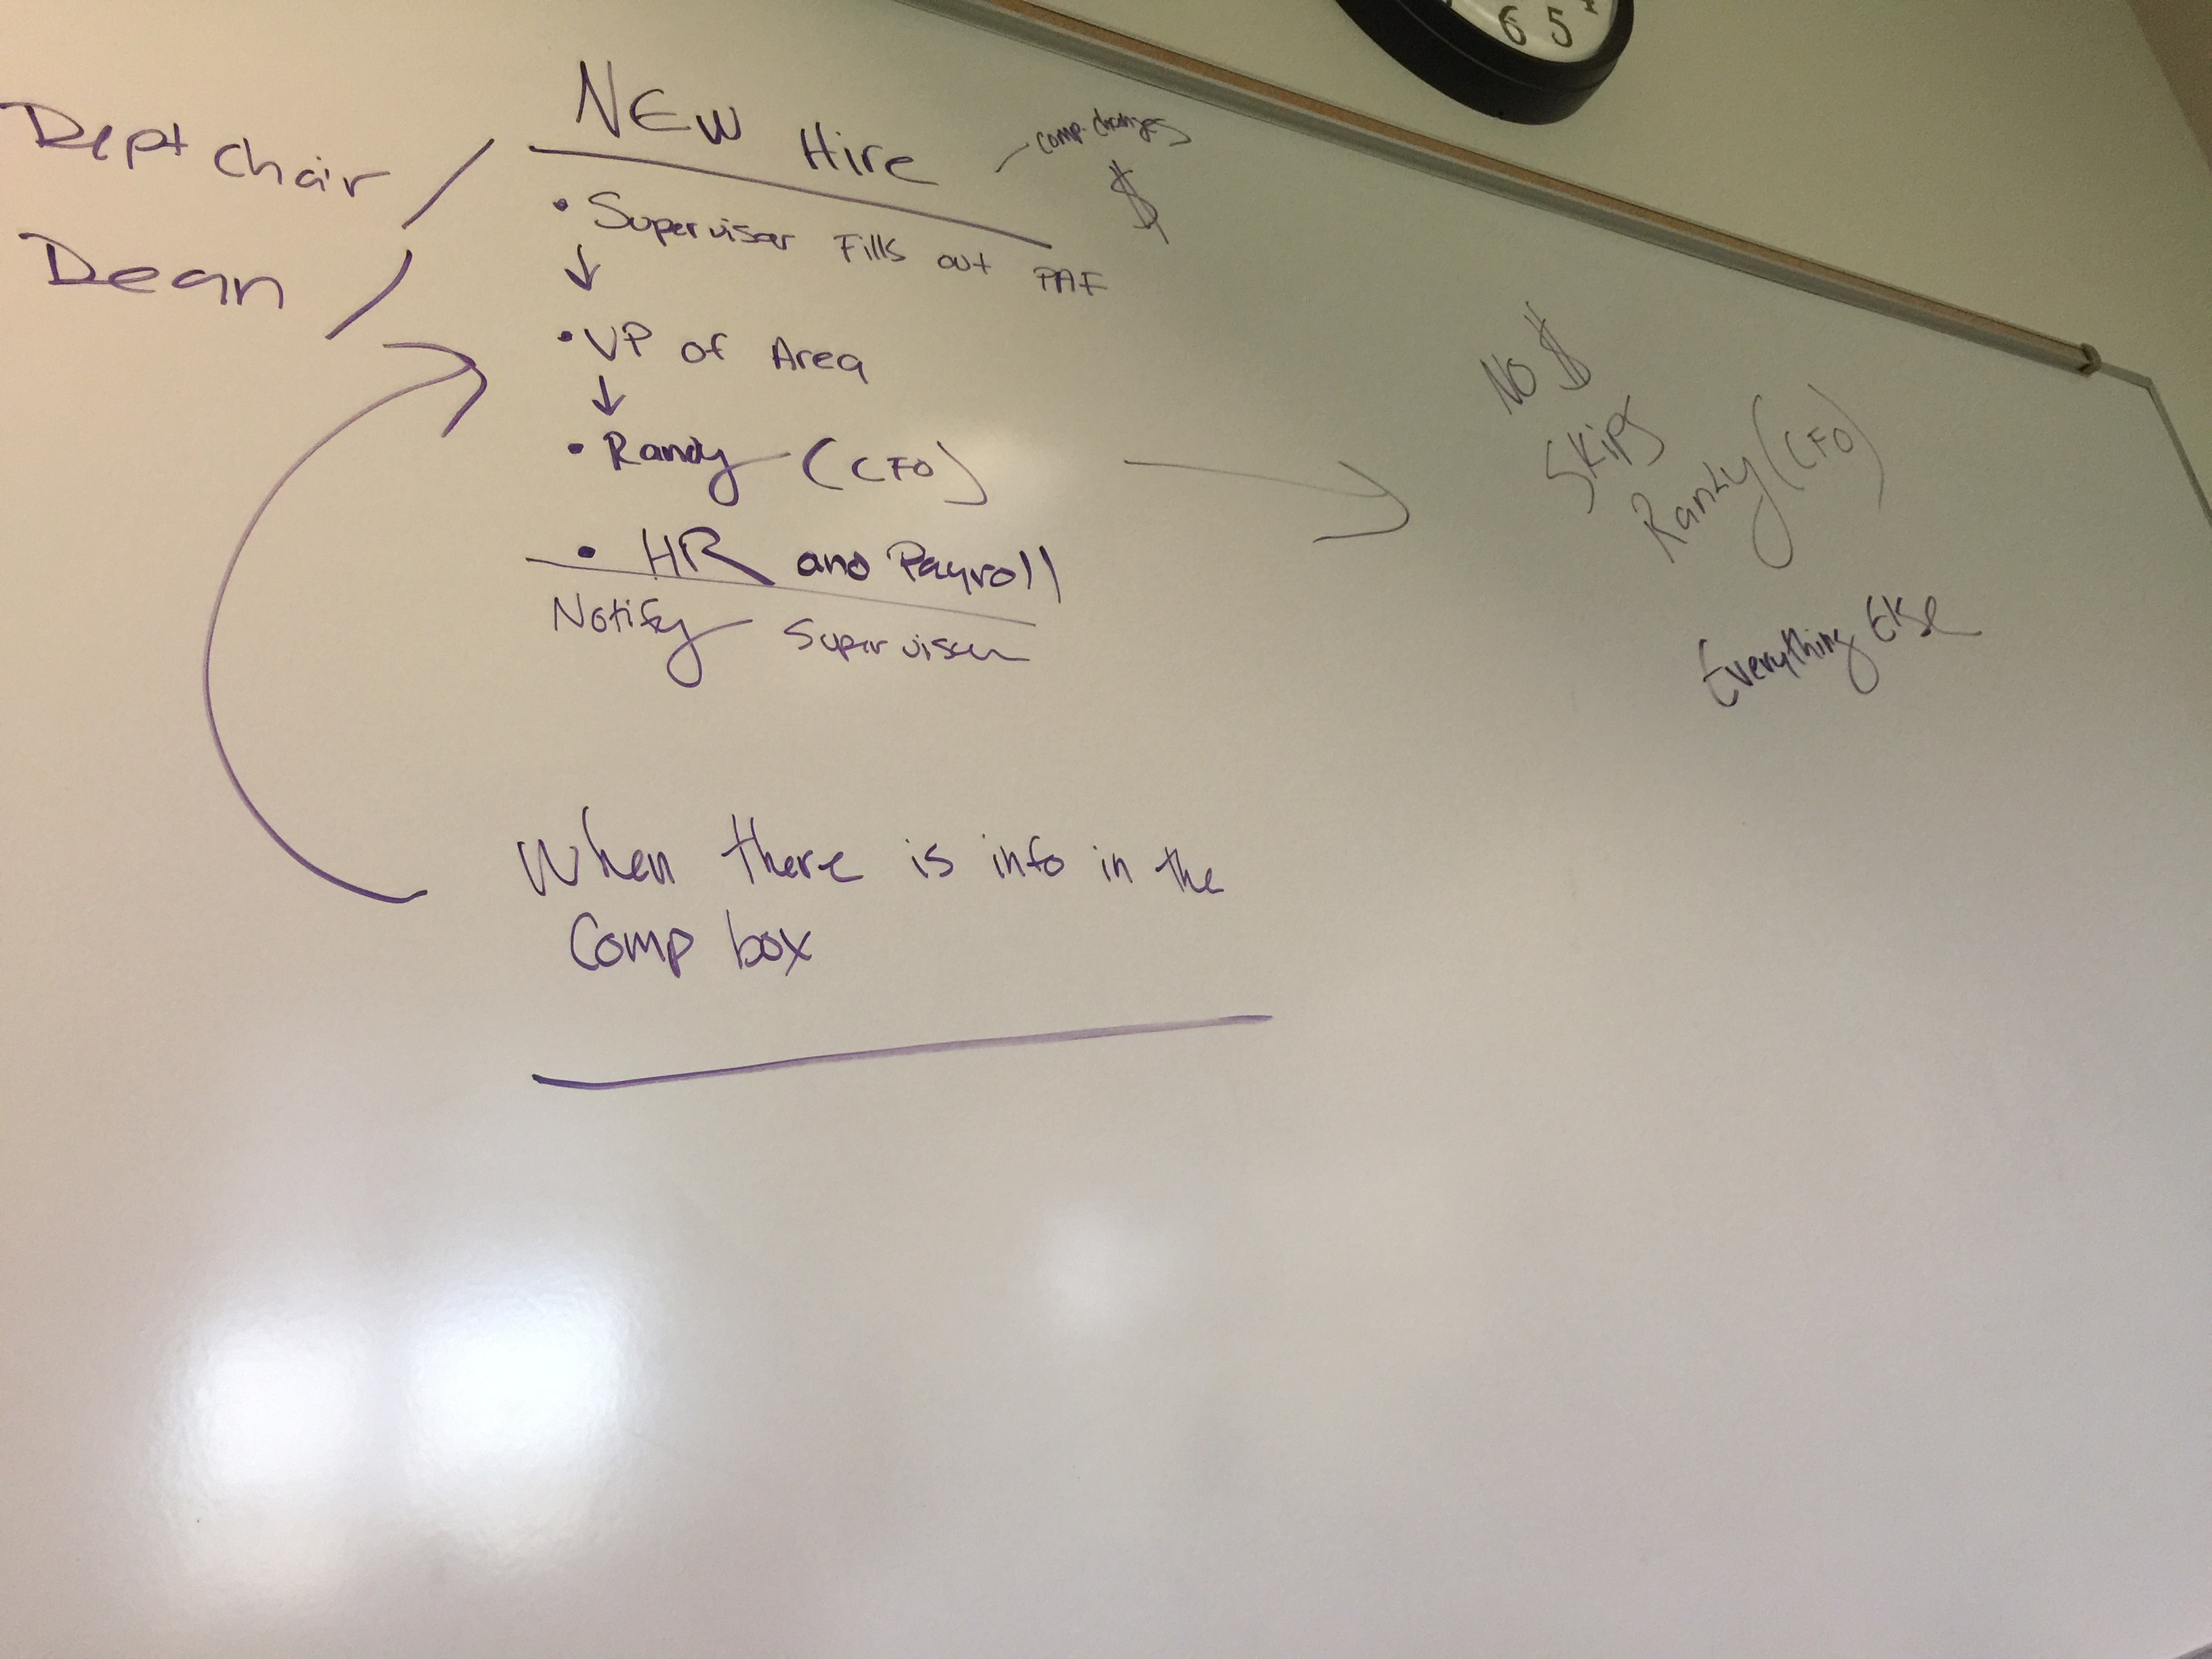 6 5
Dept Chair /
Dean /
NEW Hire
comp. changes
$
• Supervisor Fills out PAF
↓
• VP of Area
↓
• Randy (CFO)
• HR and Payroll
Notify Supervisor
No $
Skips
Randy (CFO)
Everything Else
When there is info in the
Comp box